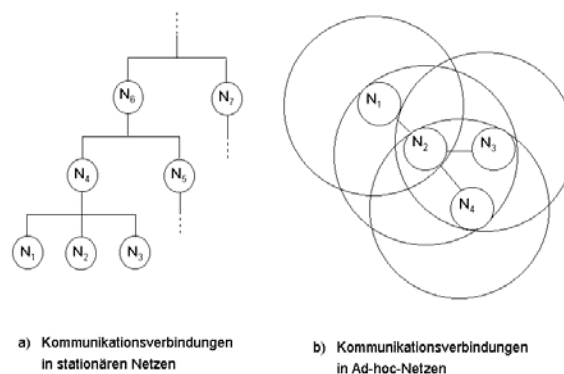 N6
N7
N4
N5
N1
N2
N3
a) Kommunikationsverbindungen
in stationären Netzen
N1
N2
N3
N4
b) Kommunikationsverbindungen
in Ad-hoc-Netzen